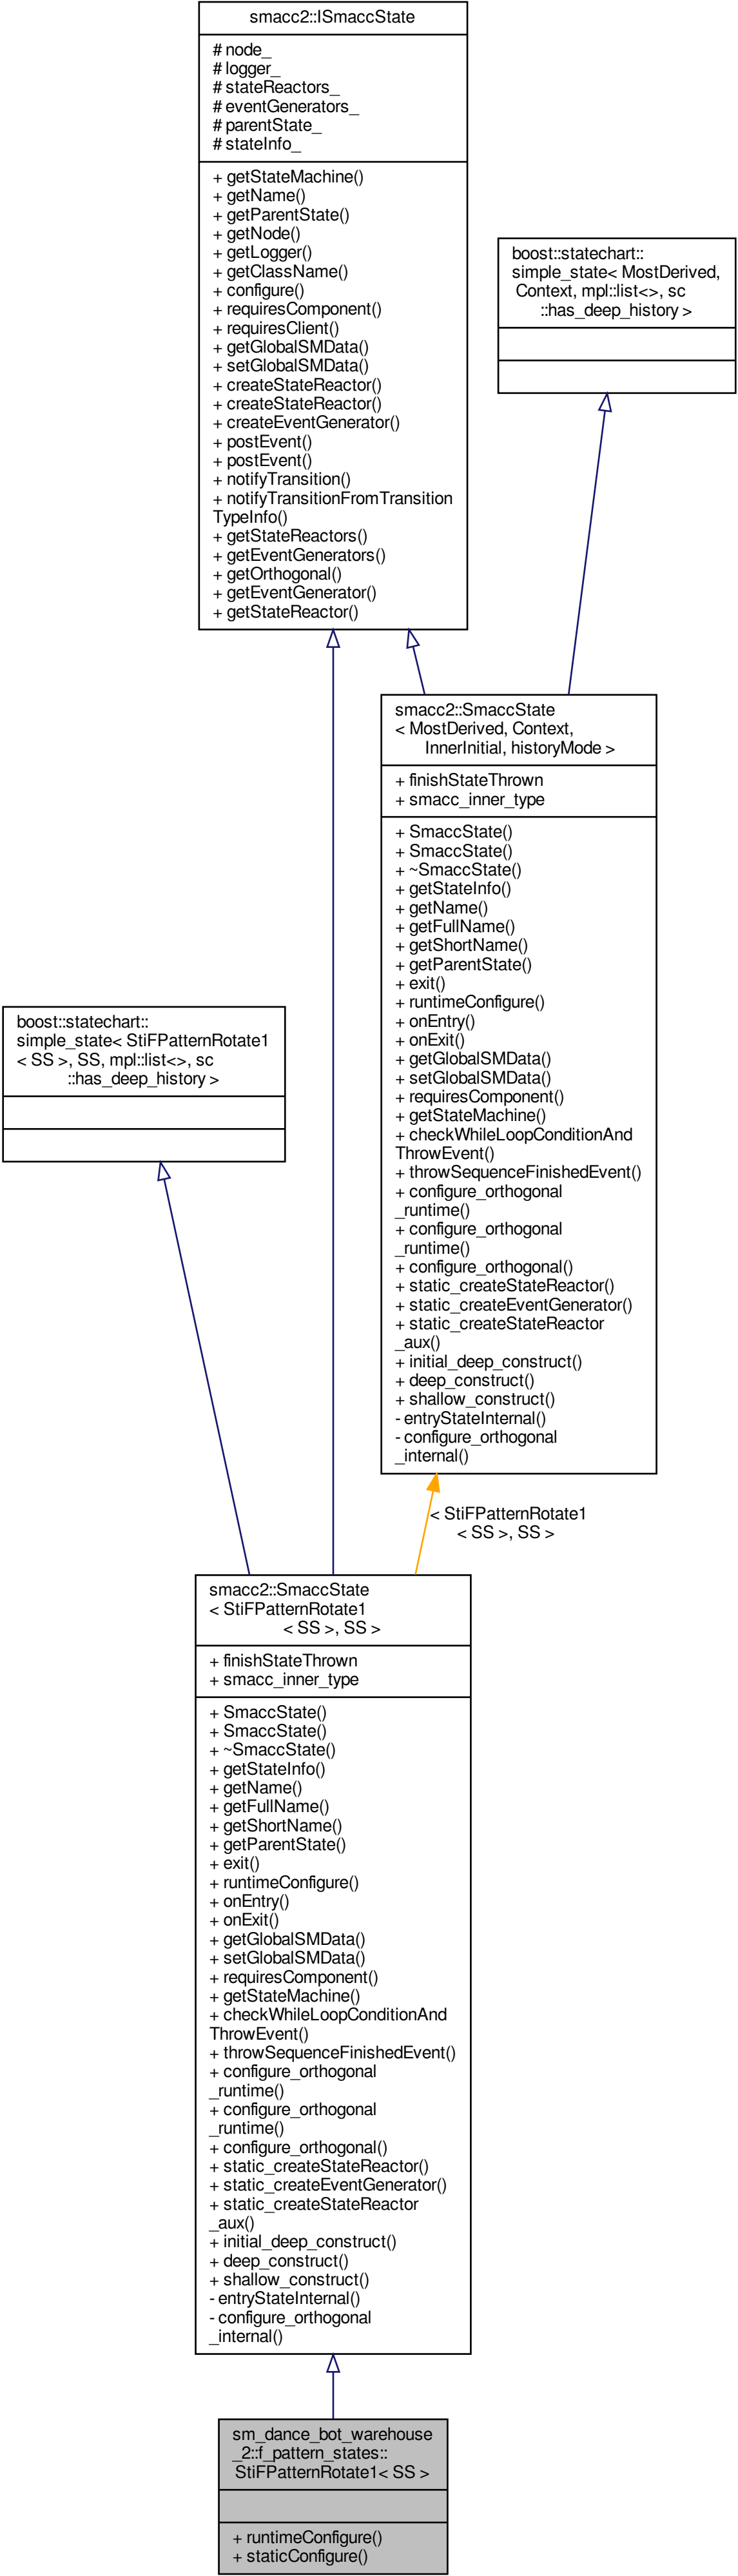 smacc2::ISmaccState
# node_
# logger_
# stateReactors_
# eventGenerators_
# parentState_
# stateInfo_
+ getStateMachine()
+ getName()
+ getParentState()
+ getNode()
+ getLogger()
+ getClassName()
+ configure()
+ requiresComponent()
+ requiresClient()
+ getGlobalSMData()
+ setGlobalSMData()
+ createStateReactor()
+ createStateReactor()
+ createEventGenerator()
+ postEvent()
+ postEvent()
+ notifyTransition()
+ notifyTransitionFromTransition
TypeInfo()
+ getStateReactors()
+ getEventGenerators()
+ getOrthogonal()
+ getEventGenerator()
+ getStateReactor()
boost::statechart::
simple_state< MostDerived,
Context, mpl::list<>, sc
::has_deep_history >
smacc2::SmaccState
< MostDerived, Context,
InnerInitial, historyMode >
+ finishStateThrown
+ smacc_inner_type
+ SmaccState()
+ SmaccState()
+ ~SmaccState()
+ getStateInfo()
+ getName()
+ getFullName()
+ getShortName()
+ getParentState()
+ exit()
+ runtimeConfigure()
+ onEntry()
+ onExit()
+ getGlobalSMData()
+ setGlobalSMData()
+ requiresComponent()
+ getStateMachine()
+ checkWhileLoopConditionAnd
ThrowEvent()
+ throwSequenceFinishedEvent()
+ configure_orthogonal
_runtime()
+ configure_orthogonal
_runtime()
+ configure_orthogonal()
+ static_createStateReactor()
+ static_createEventGenerator()
+ static_createStateReactor
_aux()
+ initial_deep_construct()
+ deep_construct()
+ shallow_construct()
- entryStateInternal()
- configure_orthogonal
_internal()
boost::statechart::
simple_state< StiFPatternRotate1
< SS >, SS, mpl::list<>, sc
::has_deep_history >
< StiFPatternRotate1
< SS >, SS >
smacc2::SmaccState
< StiFPatternRotate1
< SS >, SS >
+ finishStateThrown
+ smacc_inner_type
+ SmaccState()
+ SmaccState()
+ ~SmaccState()
+ getStateInfo()
+ getName()
+ getFullName()
+ getShortName()
+ getParentState()
+ exit()
+ runtimeConfigure()
+ onEntry()
+ onExit()
+ getGlobalSMData()
+ setGlobalSMData()
+ requiresComponent()
+ getStateMachine()
+ checkWhileLoopConditionAnd
ThrowEvent()
+ throwSequenceFinishedEvent()
+ configure_orthogonal
_runtime()
+ configure_orthogonal
_runtime()
+ configure_orthogonal()
+ static_createStateReactor()
+ static_createEventGenerator()
+ static_createStateReactor
_aux()
+ initial_deep_construct()
+ deep_construct()
+ shallow_construct()
- entryStateInternal()
- configure_orthogonal
_internal()
sm_dance_bot_warehouse
_2::f_pattern_states::
StiFPatternRotate1< SS >
+ runtimeConfigure()
+ staticConfigure()